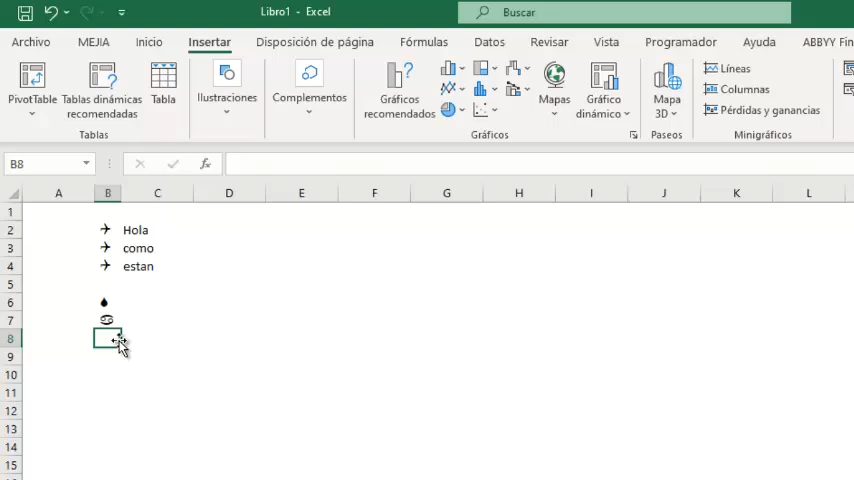 Libro1 - Excel
Buscar
Archivo MEJIA Inicio Insertar Disposición de página Fórmulas Datos Revisar Vista Programador Ayuda ABBYY Fin
PivotTable Tablas dinámicas recomendadas Tabla Ilustraciones Complementos Gráficos recomendados Mapas Gráfico dinámico Mapa 3D Líneas
Columnas
Pérdidas y ganancias
Tablas Gráficos Paseos Minigráficos
B8 fx
A B C D E F G H I J K L
1
2 ✈ Hola
3 ✈ como
4 ✈ estan
5
6 💧
7 ♋
8
9
10
11
12
13
14
15